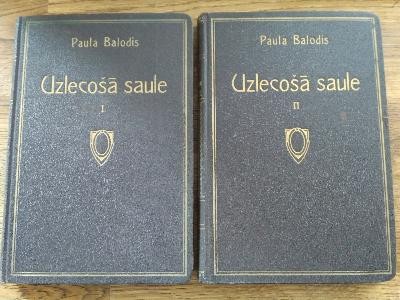 Paula Balodis
Uzlecošā saule
I
Paula Balodis
Uzlecošā saule
II